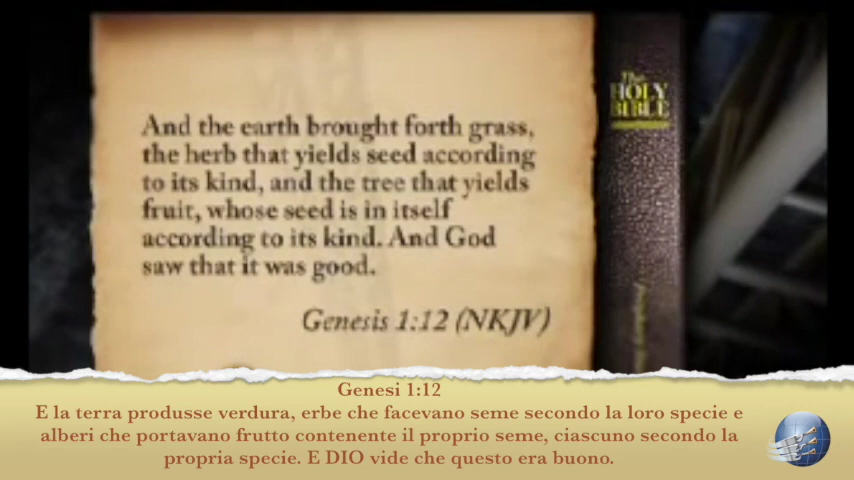 And the earth brought forth grass,
the herb that yields seed according
to its kind, and the tree that yields
fruit, whose seed is in itself
according to its kind. And God
saw that it was good.
Genesis 1:12 (NKJV)
The
HOLY
BIBLE
Genesi 1:12
E la terra produsse verdura, erbe che facevano seme secondo la loro specie e
alberi che portavano frutto contenente il proprio seme, ciascuno secondo la
propria specie. E DIO vide che questo era buono.